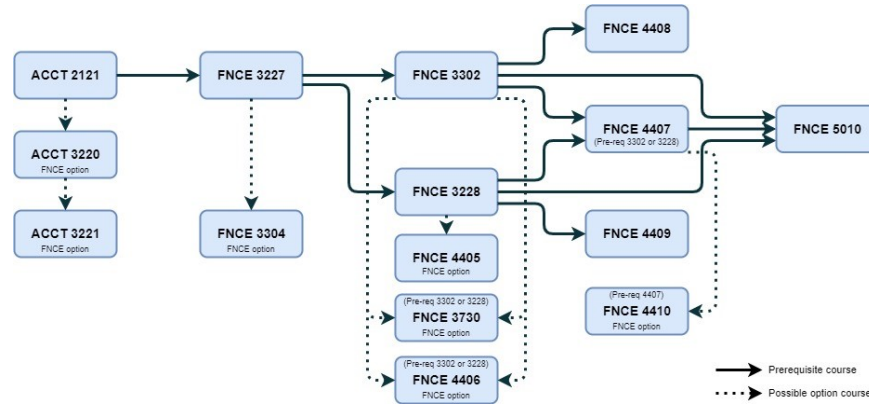 FNCE 4408
ACCT 2121
FNCE 3227
FNCE 3302
FNCE 4407
(Pre-req 3302 or 3228)
FNCE 5010
ACCT 3220
FNCE option
FNCE 3228
ACCT 3221
FNCE option
FNCE 3304
FNCE option
FNCE 4405
FNCE option
FNCE 4409
(Pre-req 3302 or 3228)
FNCE 3730
FNCE option
(Pre-req 4407)
FNCE 4410
FNCE option
(Pre-req 3302 or 3228)
FNCE 4406
FNCE option
Prerequisite course
Possible option course